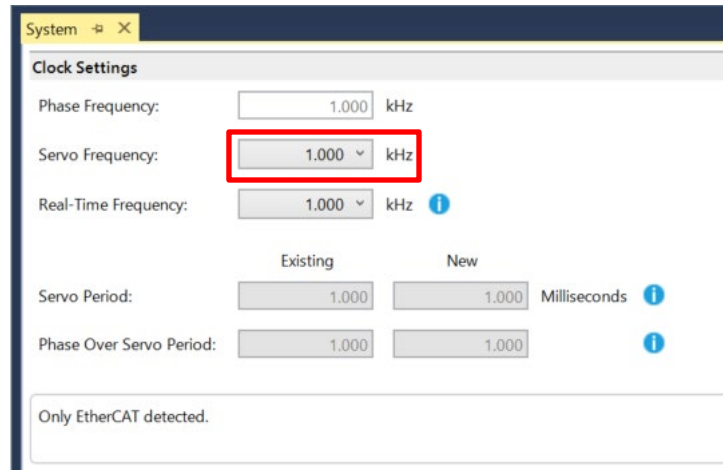 System
Clock Settings
Phase Frequency: 1.000 kHz
Servo Frequency: 1.000 kHz
Real-Time Frequency: 1.000 kHz
Existing New
Servo Period: 1.000 1.000 Milliseconds
Phase Over Servo Period: 1.000 1.000
Only EtherCAT detected.